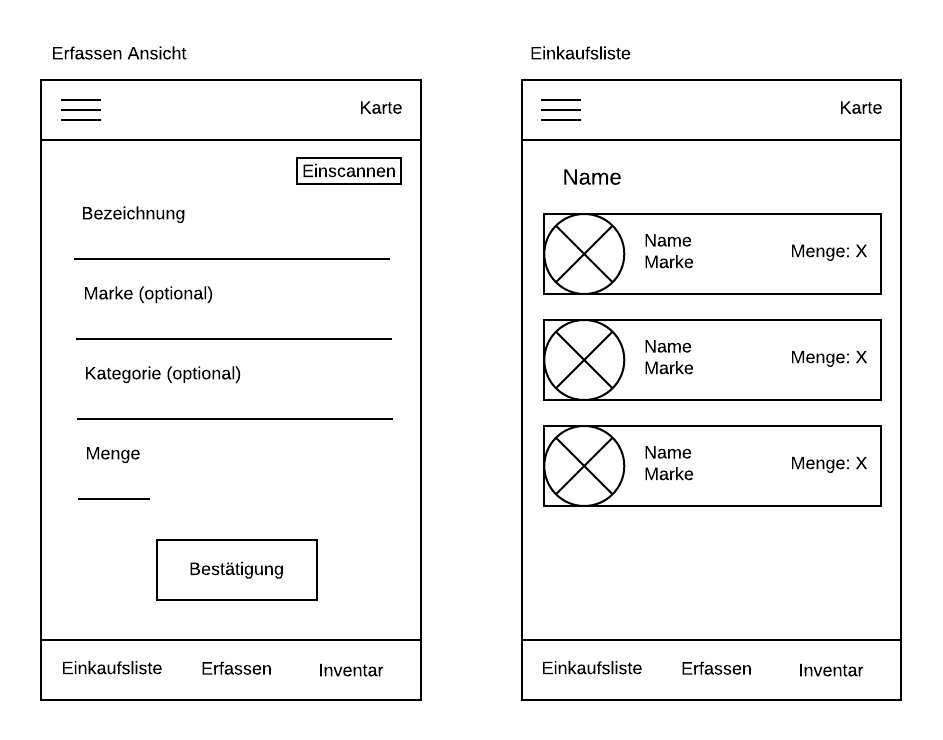 Erfassen Ansicht
Karte
Einscannen
Bezeichnung
Marke (optional)
Kategorie (optional)
Menge
Bestätigung
Einkaufsliste Erfassen Inventar
Einkaufsliste
Karte
Name
Name
Marke
Menge: X
Name
Marke
Menge: X
Name
Marke
Menge: X
Einkaufsliste Erfassen Inventar